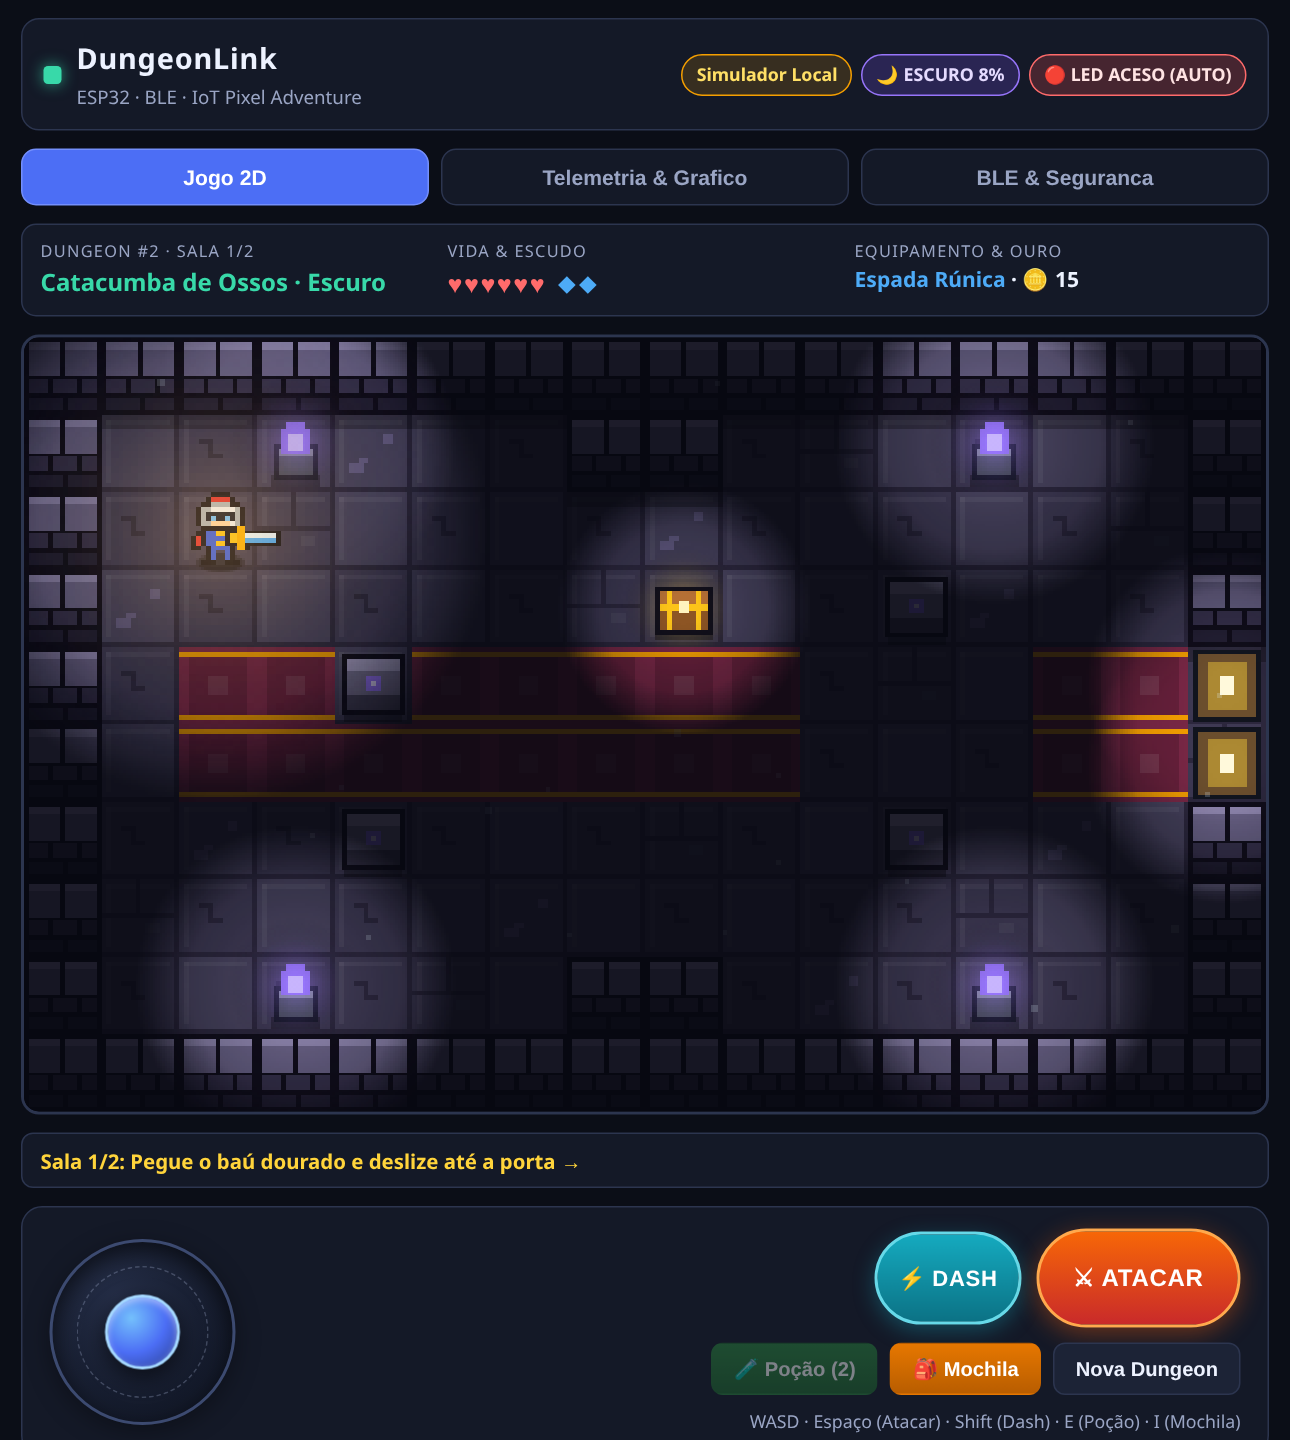 DungeonLink
ESP32 · BLE · IoT Pixel Adventure
Simulador Local
🌙 ESCURO 8%
🔴 LED ACESO (AUTO)
Jogo 2D
Telemetria & Grafico
BLE & Seguranca
DUNGEON #2 · SALA 1/2
Catacumba de Ossos · Escuro
VIDA & ESCUDO
♥♥♥♥♥♥ ◆◆
EQUIPAMENTO & OURO
Espada Rúnica · 🪙 15
Sala 1/2: Pegue o baú dourado e deslize até a porta →
⚡ DASH
⚔ ATACAR
🧪 Poção (2)
🎒 Mochila
Nova Dungeon
WASD · Espaço (Atacar) · Shift (Dash) · E (Poção) · I (Mochila)